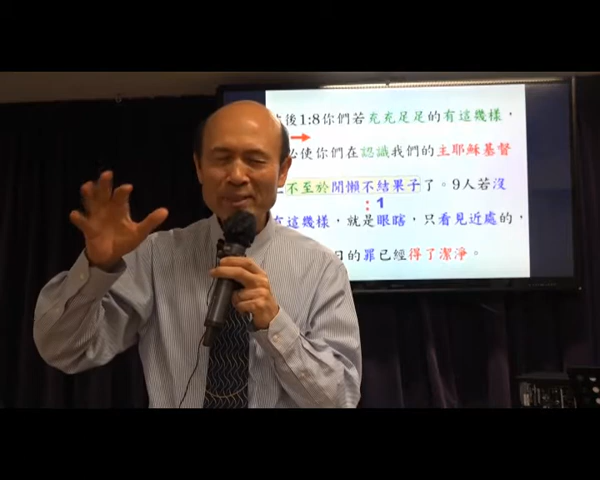 後1:8你們若充充足足的有這幾樣，
必使你們在認識我們的主耶穌基督
不至於閒懶不結果子了。9人若沒
：1
有這幾樣，就是眼瞎，只看見近處的，
日的罪已經得了潔淨。